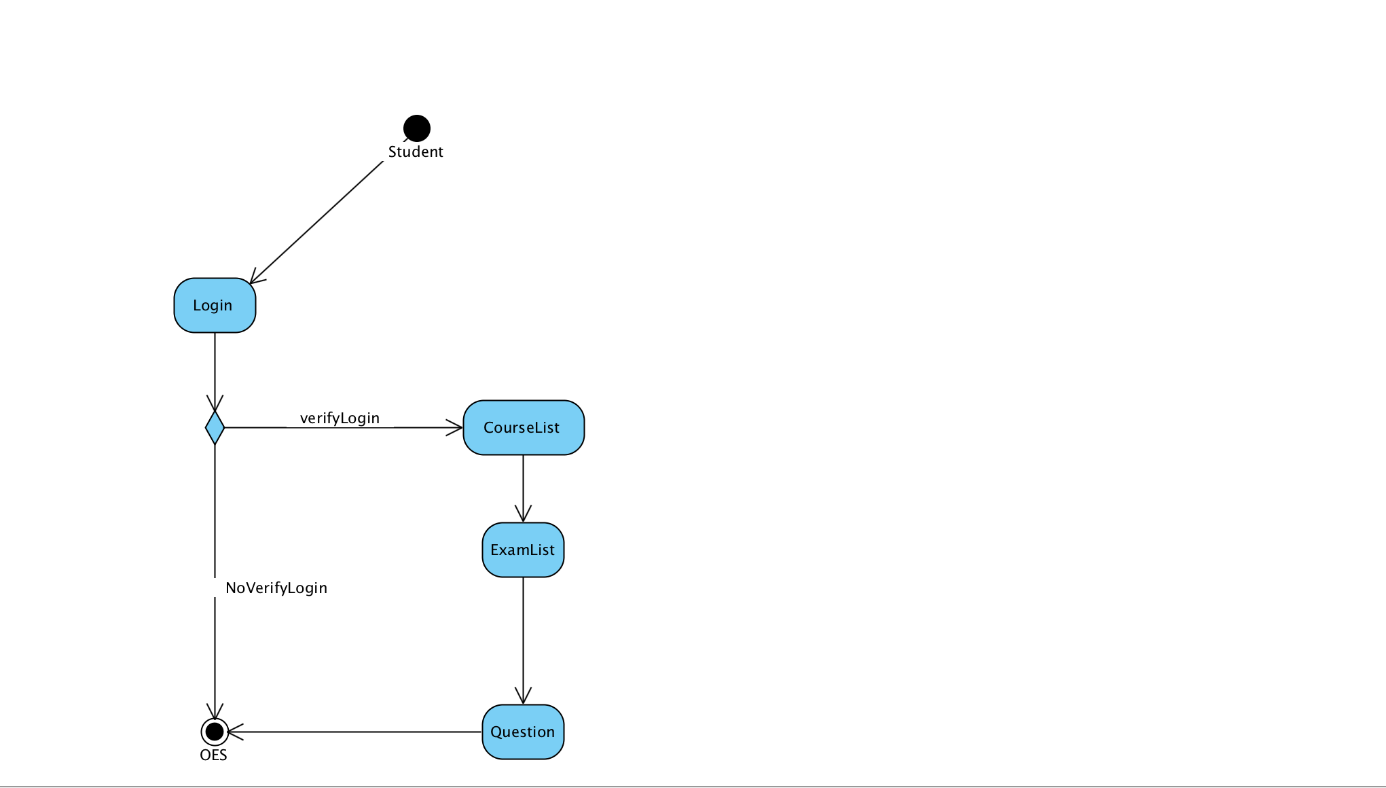 Student
Login
verifyLogin
CourseList
ExamList
NoVerifyLogin
Question
OES